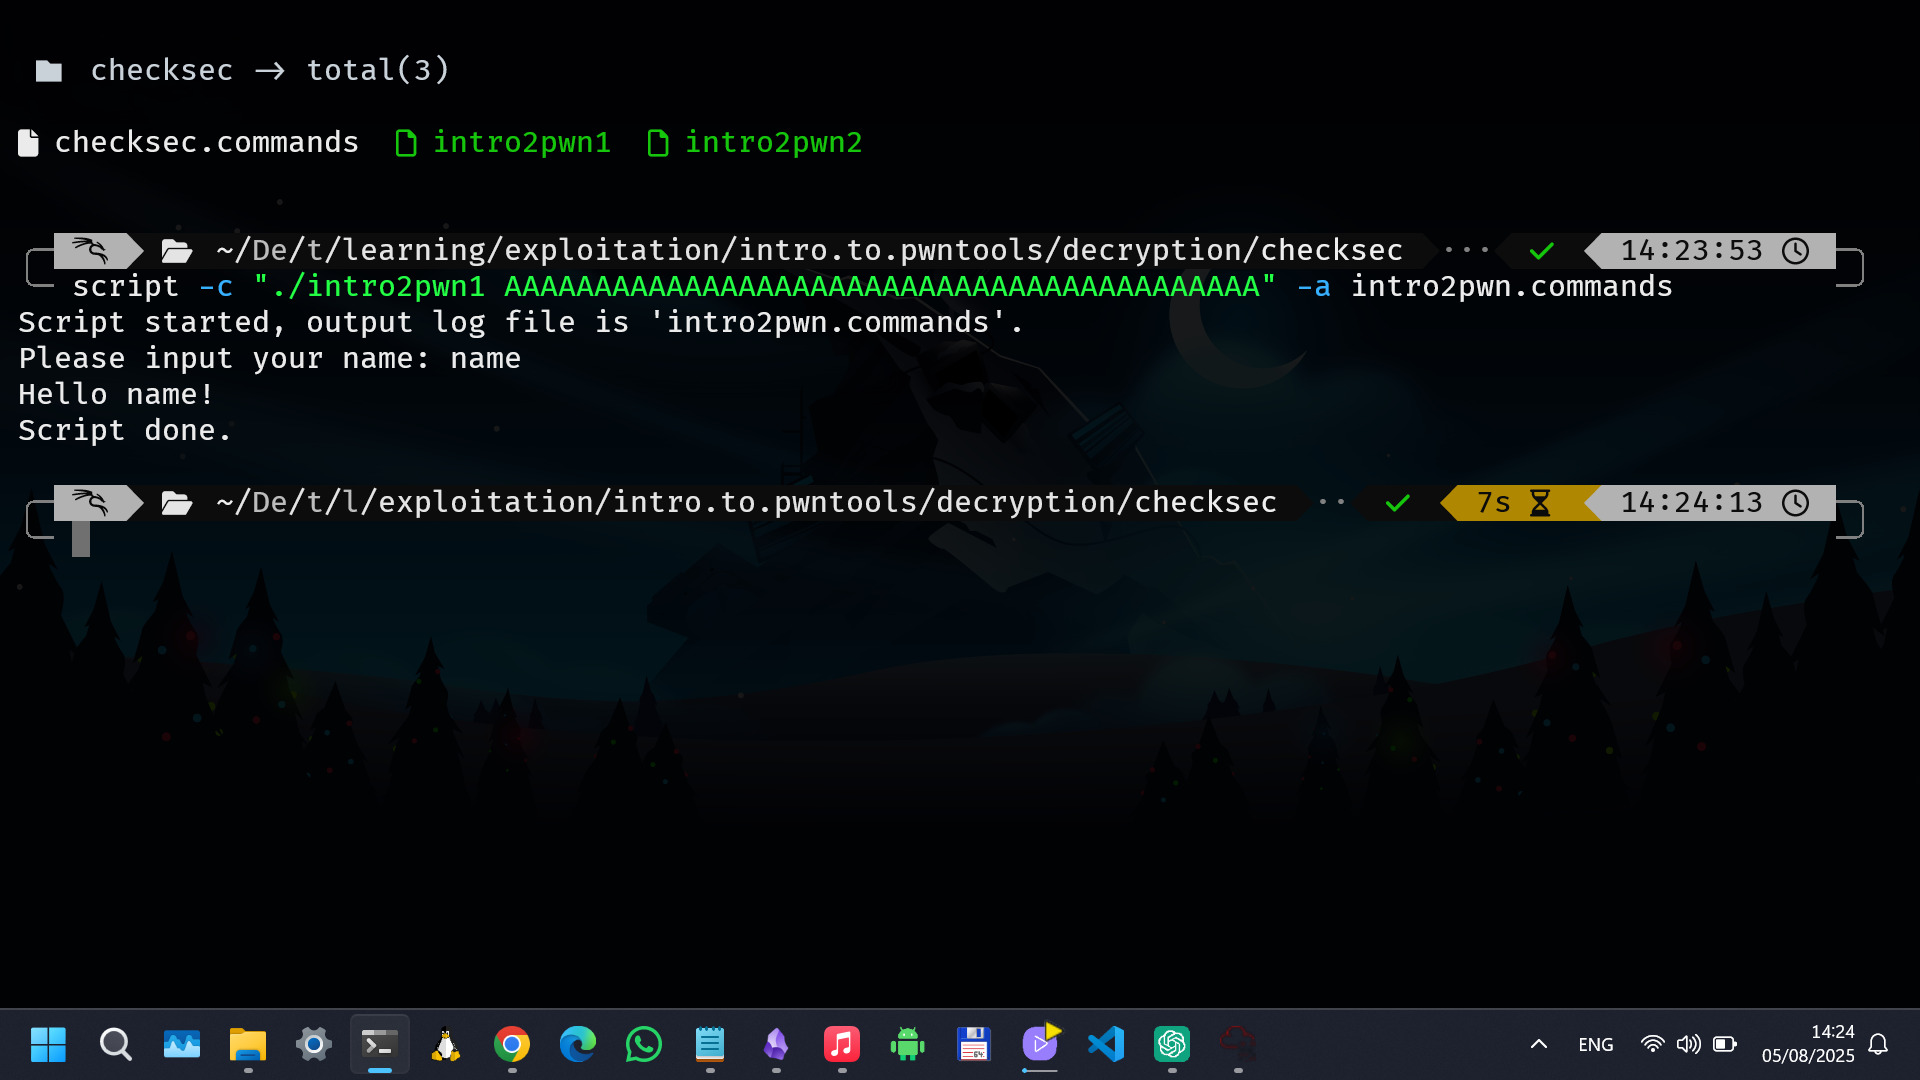 checksec → total(3)
checksec.commands intro2pwn1 intro2pwn2
~/De/t/learning/exploitation/intro.to.pwntools/decryption/checksec ··· ✓ 14:23:53
script -c "./intro2pwn1 AAAAAAAAAAAAAAAAAAAAAAAAAAAAAAAAAAAAAAAAAA" -a intro2pwn.commands
Script started, output log file is 'intro2pwn.commands'.
Please input your name: name
Hello name!
Script done.
~/De/t/l/exploitation/intro.to.pwntools/decryption/checksec ·· ✓ 7s 14:24:13
ENG
14:24
05/08/2025